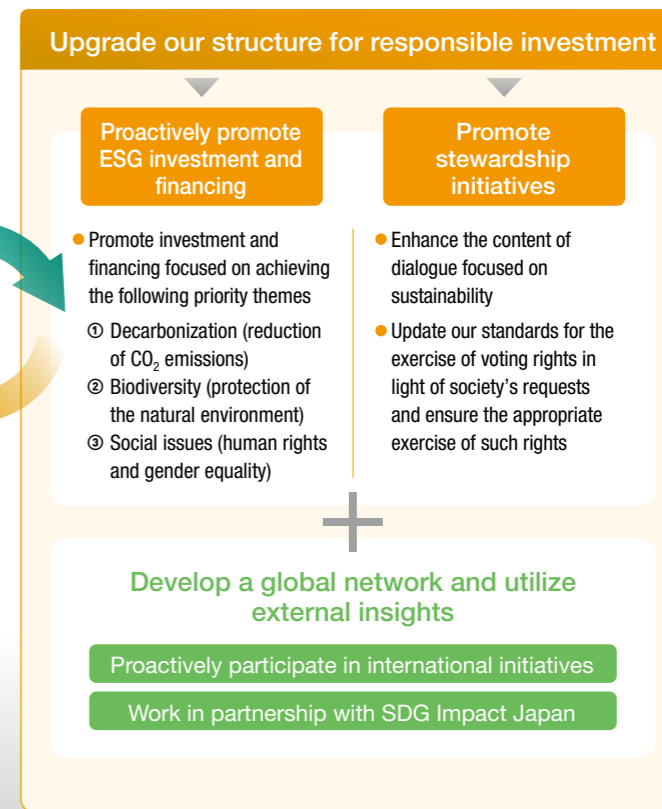 Upgrade our structure for responsible investment
Proactively promote
ESG investment and
financing
● Promote investment and
financing focused on achieving
the following priority themes
① Decarbonization (reduction
of CO₂ emissions)
② Biodiversity (protection of
the natural environment)
③ Social issues (human rights
and gender equality)
Promote
stewardship
initiatives
● Enhance the content of
dialogue focused on
sustainability
● Update our standards for the
exercise of voting rights in
light of society’s requests
and ensure the appropriate
exercise of such rights
+
Develop a global network and utilize
external insights
Proactively participate in international initiatives
Work in partnership with SDG Impact Japan